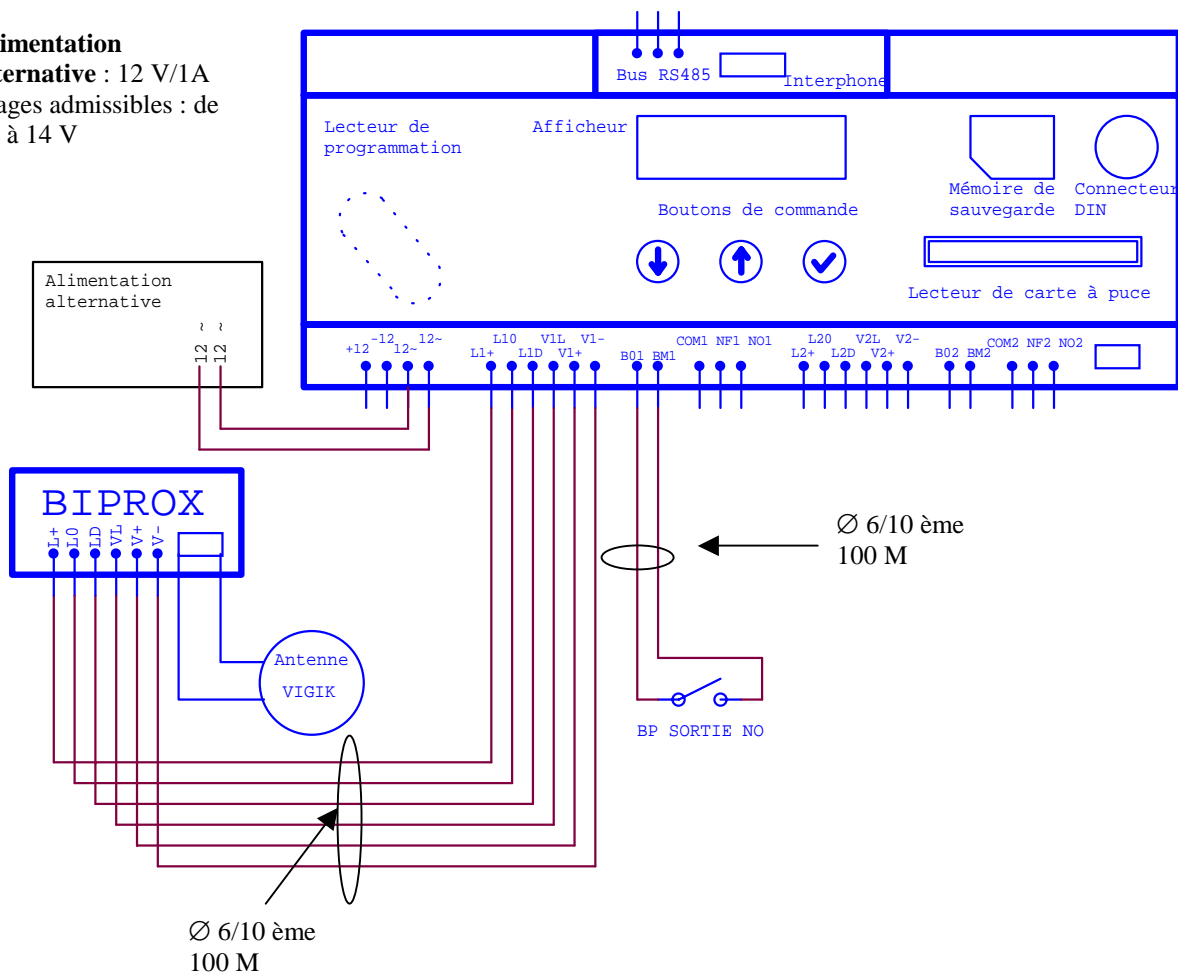 limentation
ternative : 12 V/1A
ages admissibles : de
à 14 V
Bus RS485
Interphone
Lecteur de
programmation
Afficheur
Mémoire de
sauvegarde
Connecteur
DIN
Boutons de commande
Lecteur de carte à puce
Alimentation
alternative
12 ~
12 ~
+12 -12 12~ 12~
L1+ L10 L1D V1L V1+ V1-
B01 BM1
COM1 NF1 NO1
L2+ L20 L2D V2L V2+ V2-
B02 BM2
COM2 NF2 NO2
BIPROX
L+ L0 LD VL V+ V-
Antenne
VIGIK
∅ 6/10 ème
100 M
BP SORTIE NO
∅ 6/10 ème
100 M